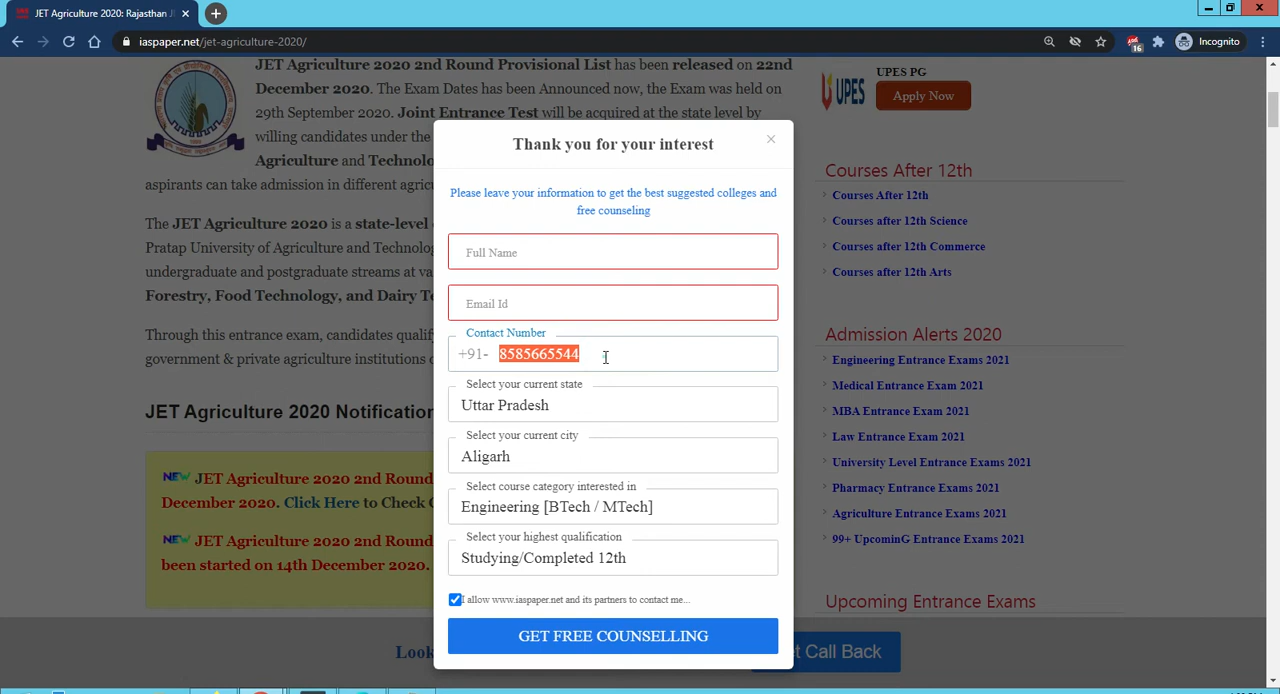 JET Agriculture 2020: Rajasthan J
iaspaper.net/jet-agriculture-2020/
16
Incognito
JET Agriculture 2020 2nd Round Provisional List has been released on 22nd
December 2020. The Exam Dates has been Announced now, the Exam was held on
29th September 2020. Joint Entrance Test will be acquired at the state level by
willing candidates under the
Agriculture and Techno
aspirants can take admission in different agricu
The JET Agriculture 2020 is a state-level
Pratap University of Agriculture and Technolog
undergraduate and postgraduate streams at va
Forestry, Food Technology, and Dairy Te
Through this entrance exam, candidates qualif
government & private agriculture institutions
JET Agriculture 2020 Notification
NEW JET Agriculture 2020 2nd Round
December 2020. Click Here to Check
NEW JET Agriculture 2020 2nd Round
been started on 14th December 2020.
Look
Thank you for your interest
×
Please leave your information to get the best suggested colleges and
free counseling
Full Name
Email Id
Contact Number
+91- 8585665544
Select your current state
Uttar Pradesh
Select your current city
Aligarh
Select course category interested in
Engineering [BTech / MTech]
Select your highest qualification
Studying/Completed 12th
I allow www.iaspaper.net and its partners to contact me...
GET FREE COUNSELLING
t Call Back
UPES
UPES PG
Apply Now
Courses After 12th
Courses After 12th
Courses after 12th Science
Courses after 12th Commerce
Courses after 12th Arts
Admission Alerts 2020
Engineering Entrance Exams 2021
Medical Entrance Exam 2021
MBA Entrance Exam 2021
Law Entrance Exam 2021
University Level Entrance Exams 2021
Pharmacy Entrance Exams 2021
Agriculture Entrance Exams 2021
99+ UpcominG Entrance Exams 2021
Upcoming Entrance Exams